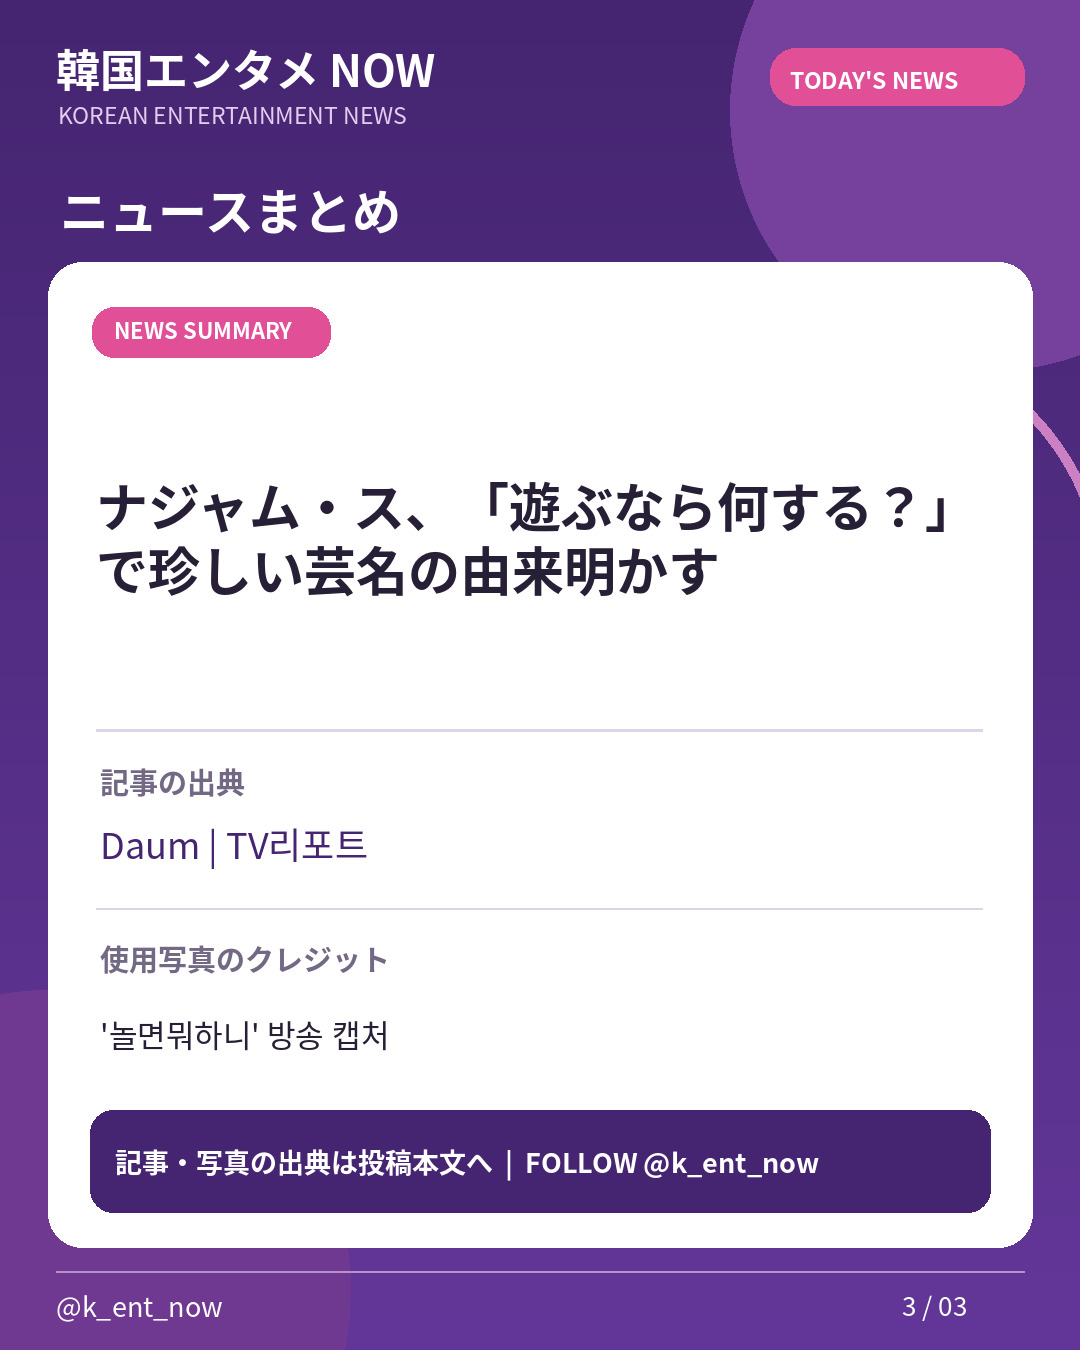 韓国エンタメ NOW
KOREAN ENTERTAINMENT NEWS
TODAY'S NEWS
ニュースまとめ
NEWS SUMMARY
ナジャム・ス、「遊ぶなら何する？」
で珍しい芸名の由来明かす
記事の出典
Daum | TV리포트
使用写真のクレジット
'놀면뭐하니' 방송 캡처
記事・写真の出典は投稿本文へ | FOLLOW @k_ent_now
@k_ent_now
3 / 03